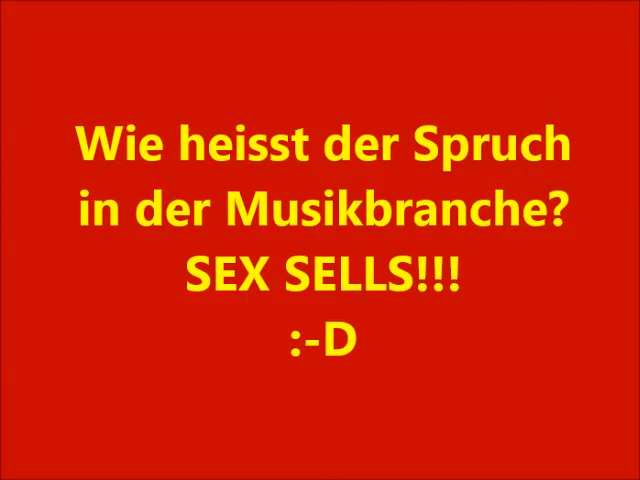 Wie heisst der Spruch
in der Musikbranche?
SEX SELLS!!!
:-D